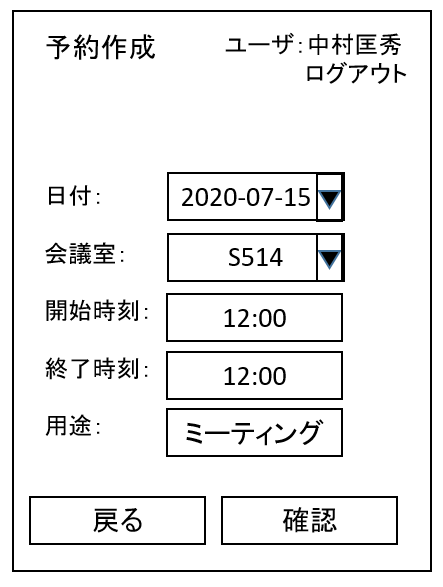 予約作成 ユーザ:中村匡秀
ログアウト
日付: 2020-07-15
会議室: S514
開始時刻: 12:00
終了時刻: 12:00
用途: ミーティング
戻る 確認